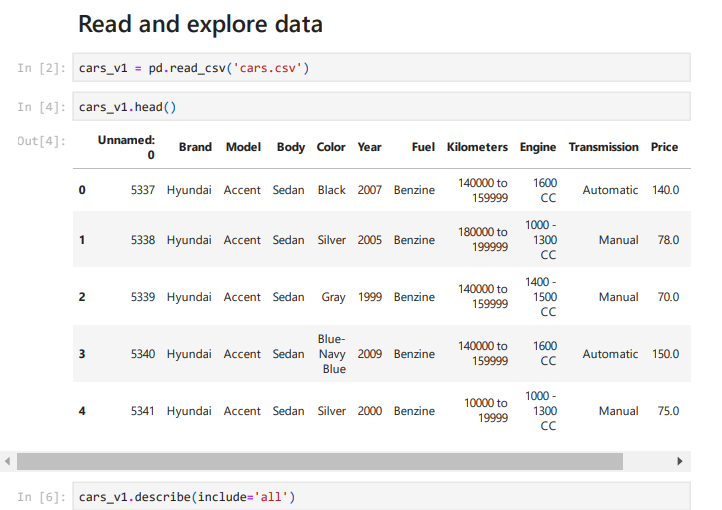 Read and explore data
In [2]: cars_v1 = pd.read_csv('cars.csv')
In [4]: cars_v1.head()
Out[4]: Unnamed: 0 Brand Model Body Color Year Fuel Kilometers Engine Transmission Price
0 5337 Hyundai Accent Sedan Black 2007 Benzine 140000 to 159999 1600 CC Automatic 140.0
1 5338 Hyundai Accent Sedan Silver 2005 Benzine 180000 to 199999 1000 - 1300 CC Manual 78.0
2 5339 Hyundai Accent Sedan Gray 1999 Benzine 140000 to 159999 1400 - 1500 CC Manual 70.0
3 5340 Hyundai Accent Sedan Blue- Navy Blue 2009 Benzine 140000 to 159999 1600 CC Automatic 150.0
4 5341 Hyundai Accent Sedan Silver 2000 Benzine 10000 to 19999 1000 - 1300 CC Manual 75.0
In [6]: cars_v1.describe(include='all')